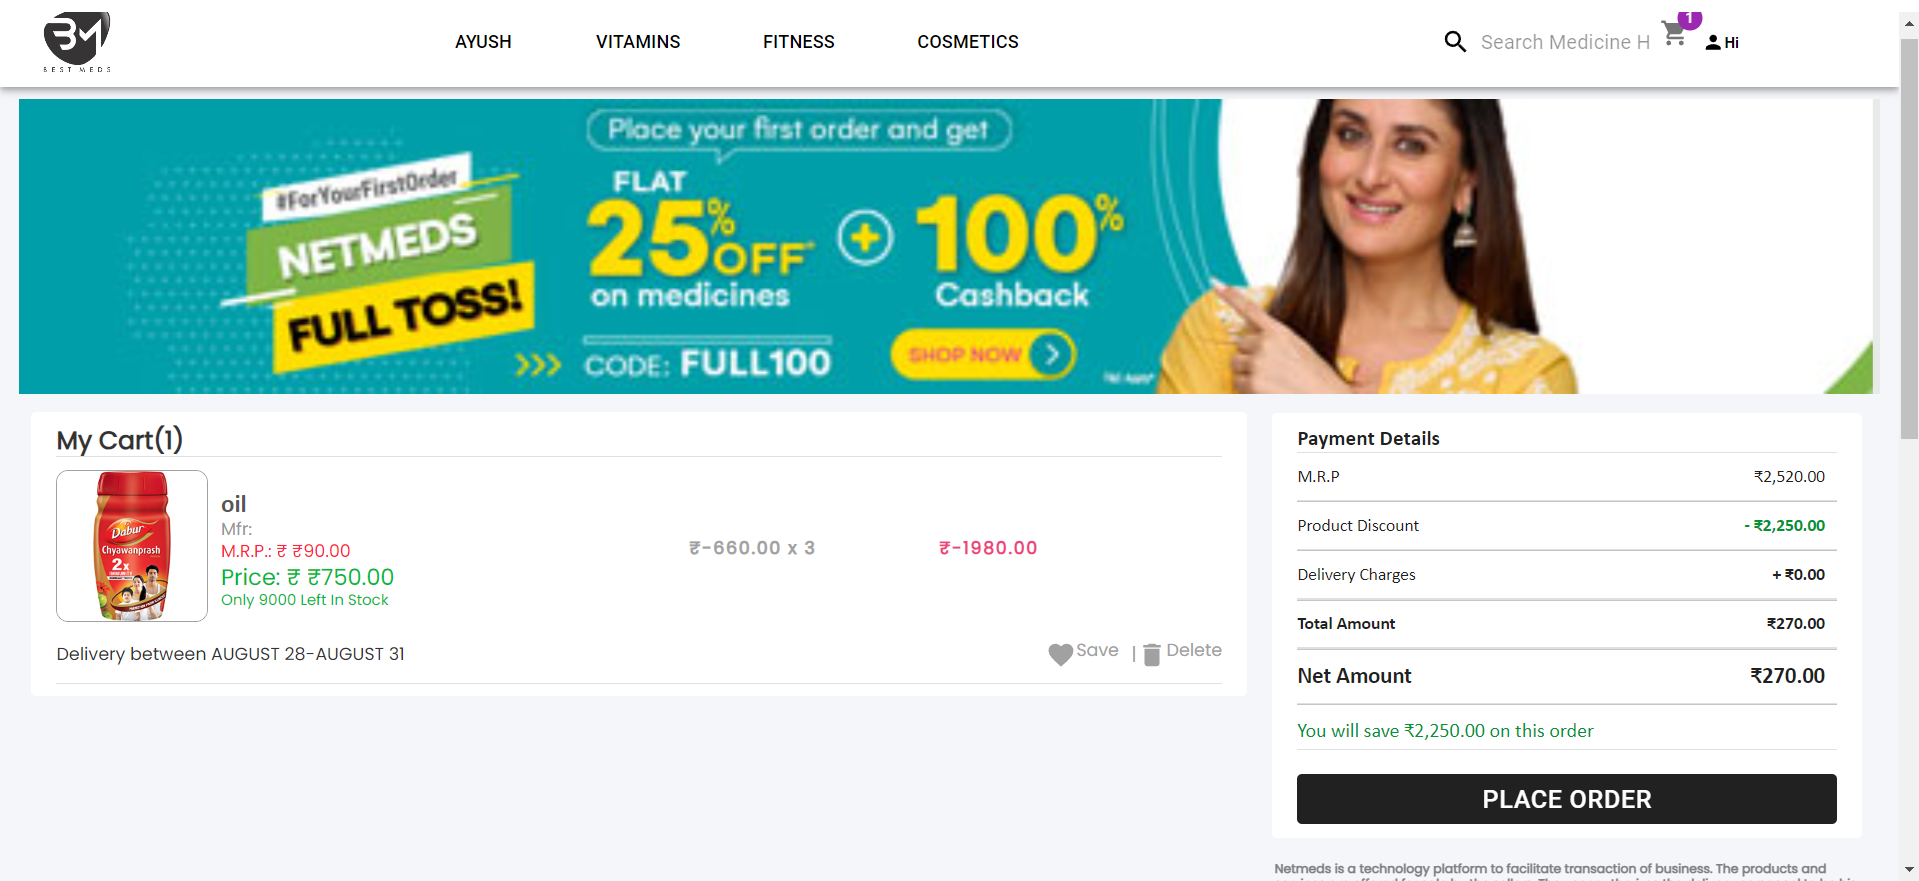 BM
BEST MEDS
AYUSH
VITAMINS
FITNESS
COSMETICS
Search Medicine H
1
Hi
#ForYourFirstOrder
NETMEDS
FULL TOSS!
Place your first order and get
FLAT
25% OFF*
on medicines
100%
Cashback
CODE: FULL100
SHOP NOW
My Cart(1)
Dabur
Chyawanprash
2x
oil
Mfr:
M.R.P.: ₹ ₹90.00
Price: ₹ ₹750.00
Only 9000 Left In Stock
₹-660.00 x 3
₹-1980.00
Delivery between AUGUST 28-AUGUST 31
Save | Delete
Payment Details
M.R.P ₹2,520.00
Product Discount - ₹2,250.00
Delivery Charges + ₹0.00
Total Amount ₹270.00
Net Amount ₹270.00
You will save ₹2,250.00 on this order
PLACE ORDER
Netmeds is a technology platform to facilitate transaction of business. The products and